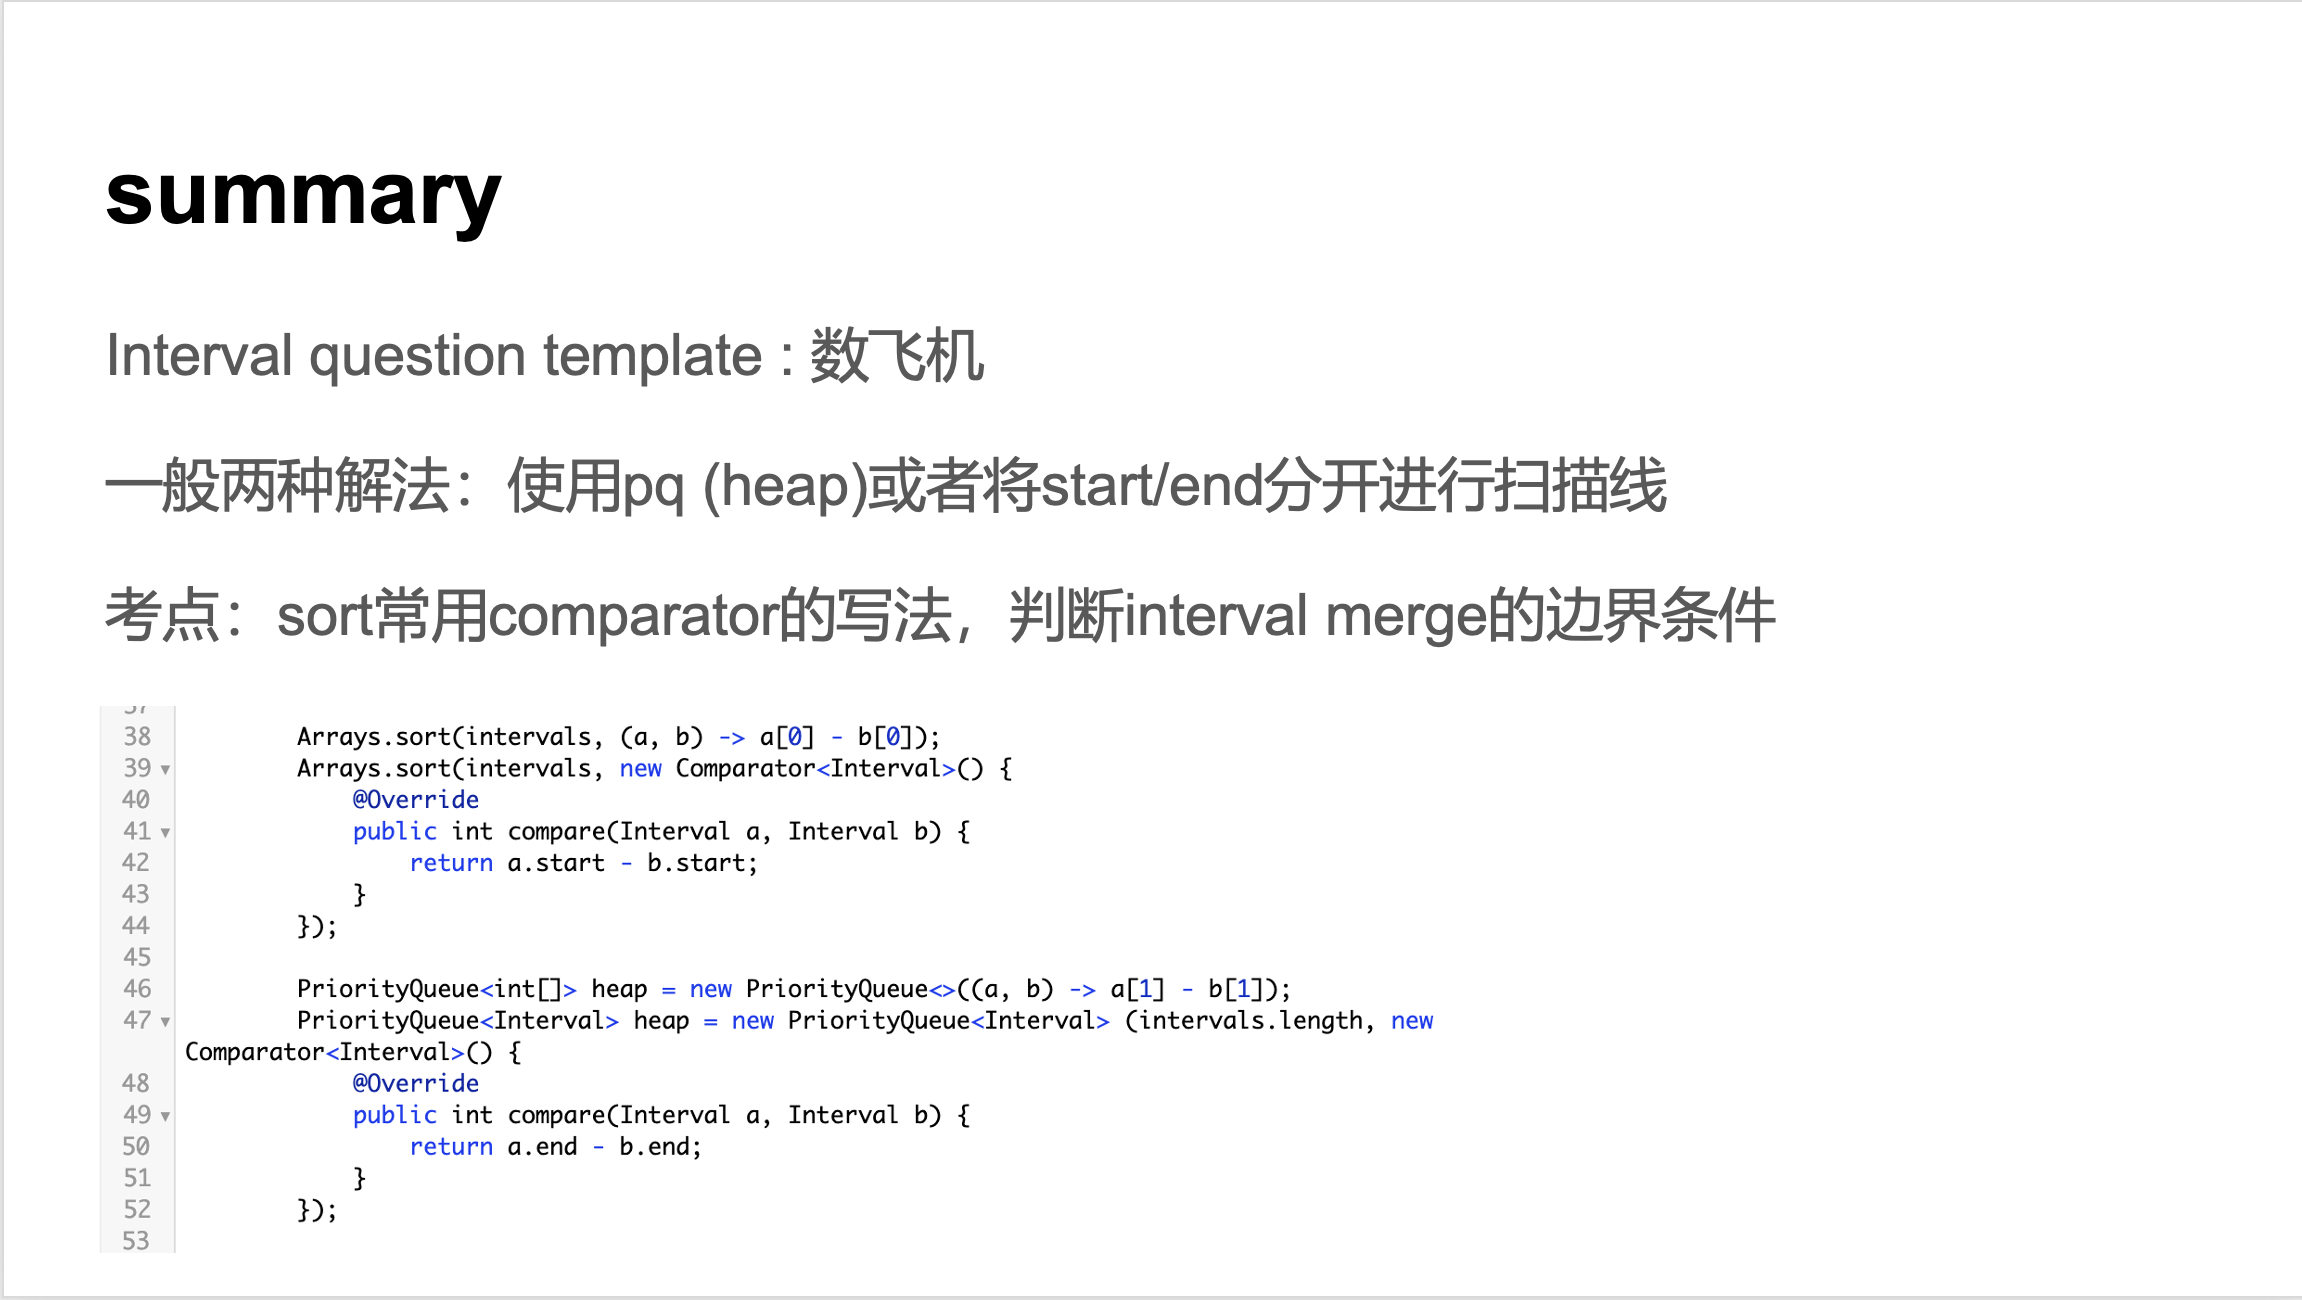 summary
Interval question template : 数飞机
一般两种解法：使用pq (heap)或者将start/end分开进行扫描线
考点：sort常用comparator的写法，判断interval merge的边界条件
37
38 Arrays.sort(intervals, (a, b) -> a[0] - b[0]);
39 Arrays.sort(intervals, new Comparator<Interval>() {
40 @Override
41 public int compare(Interval a, Interval b) {
42 return a.start - b.start;
43 }
44 });
45
46 PriorityQueue<int[]> heap = new PriorityQueue<>((a, b) -> a[1] - b[1]);
47 PriorityQueue<Interval> heap = new PriorityQueue<Interval> (intervals.length, new
Comparator<Interval>() {
48 @Override
49 public int compare(Interval a, Interval b) {
50 return a.end - b.end;
51 }
52 });
53